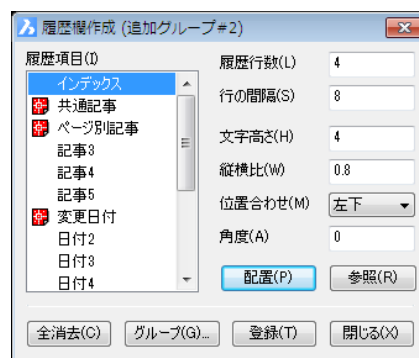 履歴欄作成 (追加グループ#2)
履歴項目(I)
インデックス
共通記事
ページ別記事
記事3
記事4
記事5
変更日付
日付2
日付3
日付4
履歴行数(L) 4
行の間隔(S) 8
文字高さ(H) 4
縦横比(W) 0.8
位置合わせ(M) 左下
角度(A) 0
配置(P) 参照(R)
全消去(C) グループ(G)... 登録(T) 閉じる(X)